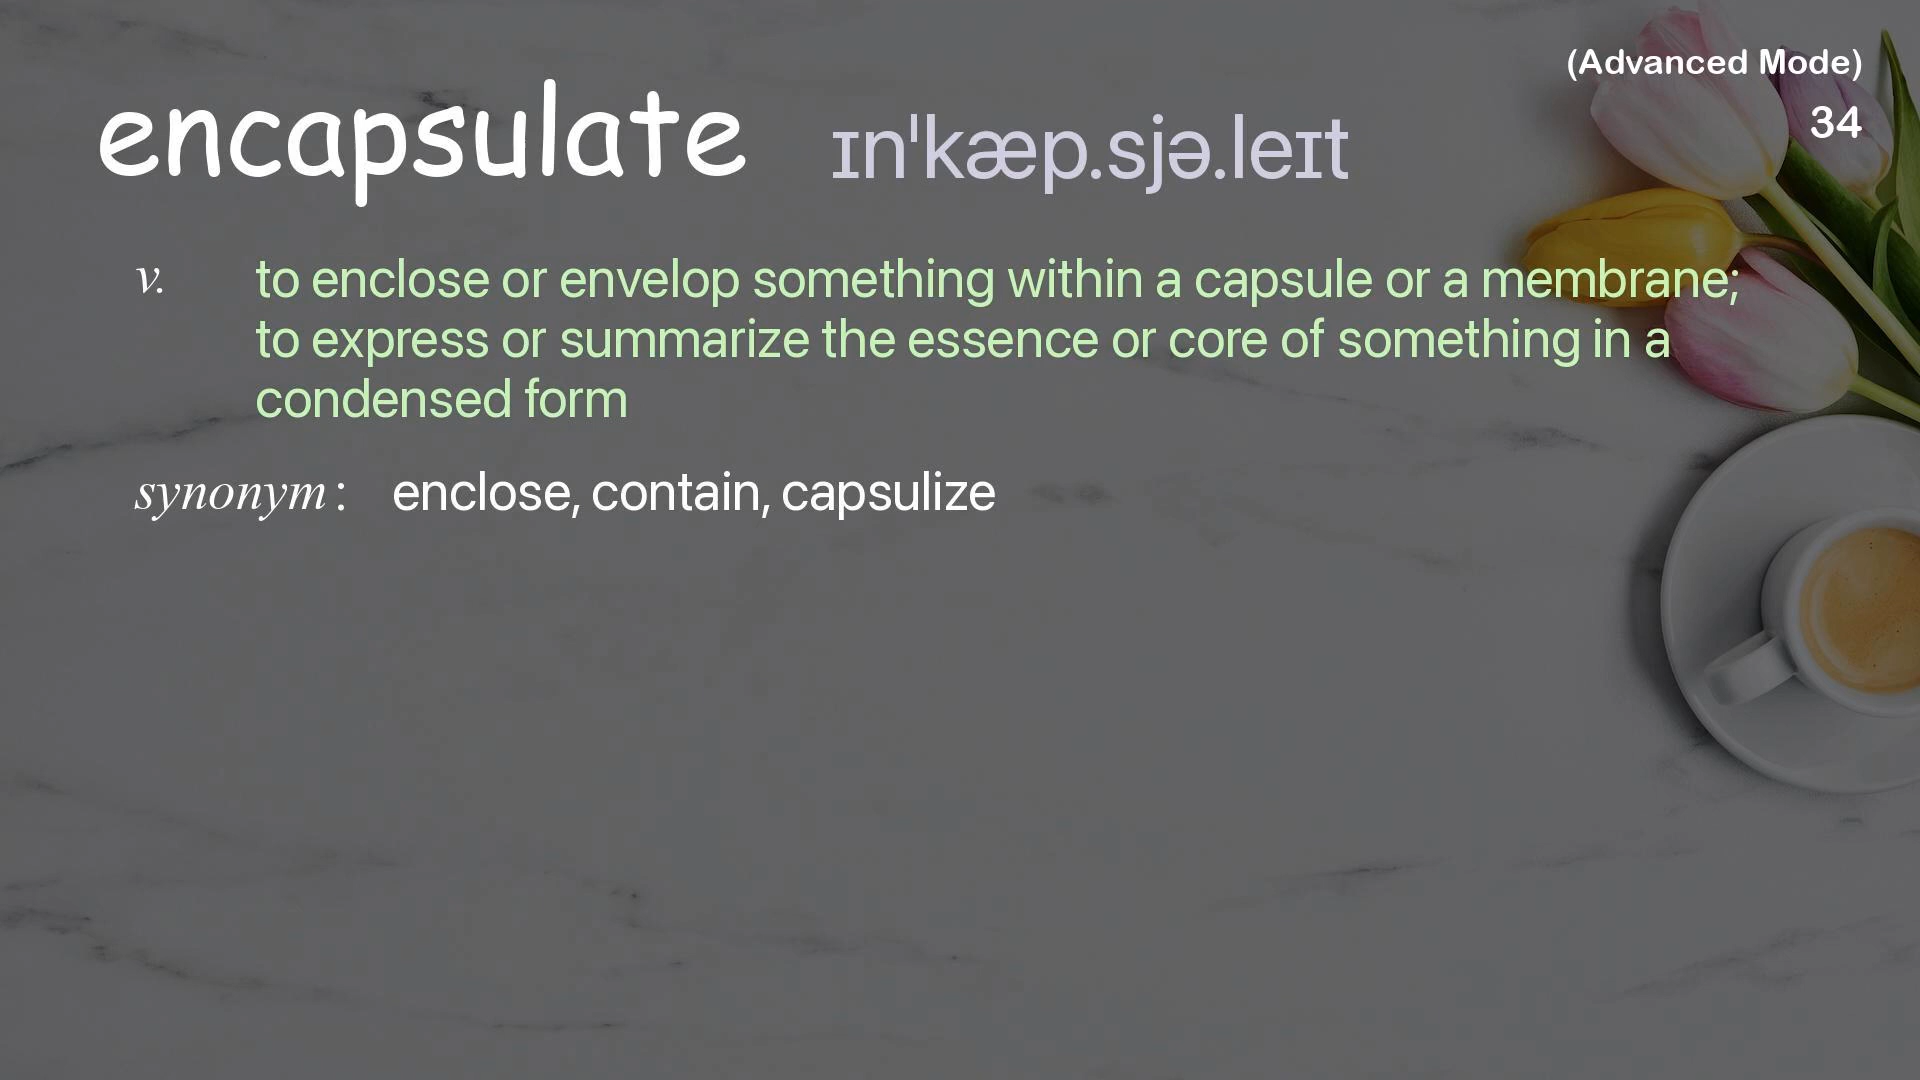 (Advanced Mode)
34
encapsulate ɪnˈkæp.sjə.leɪt
v. to enclose or envelop something within a capsule or a membrane;
to express or summarize the essence or core of something in a
condensed form
synonym : enclose, contain, capsulize